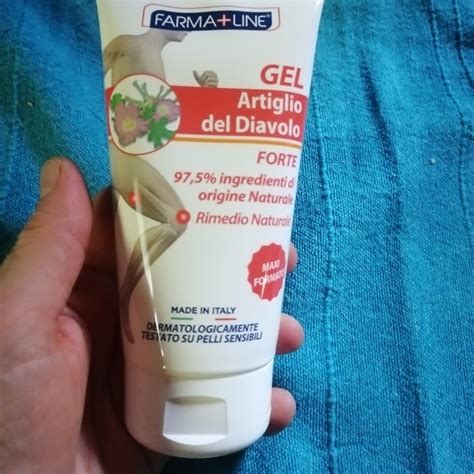 FARMA+LINE®
GEL
Artiglio
del Diavolo
FORTE
97,5% ingredienti di
origine Naturale
Rimedio Naturale
MAXI
FORMATO
MADE IN ITALY
DERMATOLOGICAMENTE
TESTATO SU PELLI SENSIBILI